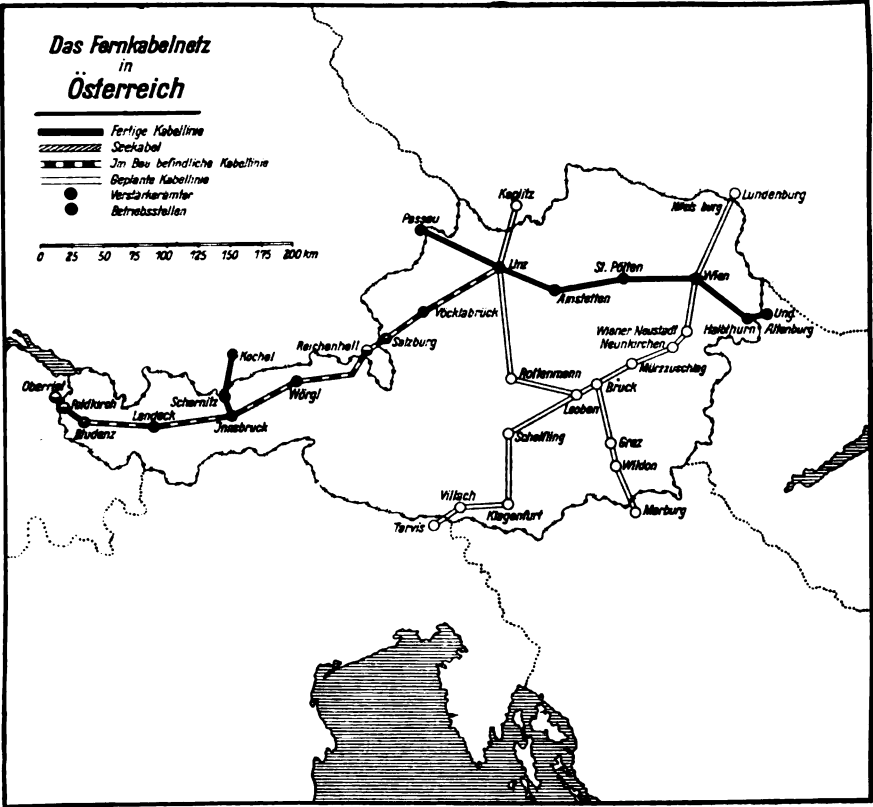 Das Fernkabelnetz
in
Österreich
Fertige Kabellinie
Seekabel
Im Bau befindliche Kabellinie
Geplante Kabellinie
Verstärkerämter
Betriebsstellen
0 25 50 75 100 125 150 175 200 km
Kaplitz
Lundenburg
Nikolsburg
Passau
Linz
St. Pölten
Wien
Amstetten
Ung.
Altenburg
Halbthurn
Vöcklabruck
Wiener Neustadt
Neunkirchen
Reichenhall
Salzburg
Kochel
Mürzzuschlag
Rottenmann
Bruck
Oberriet
Feldkirch
Scharnitz
Wörgl
Leoben
Landeck
Innsbruck
Bludenz
Scheifling
Graz
Wildon
Villach
Klagenfurt
Marburg
Tarvis